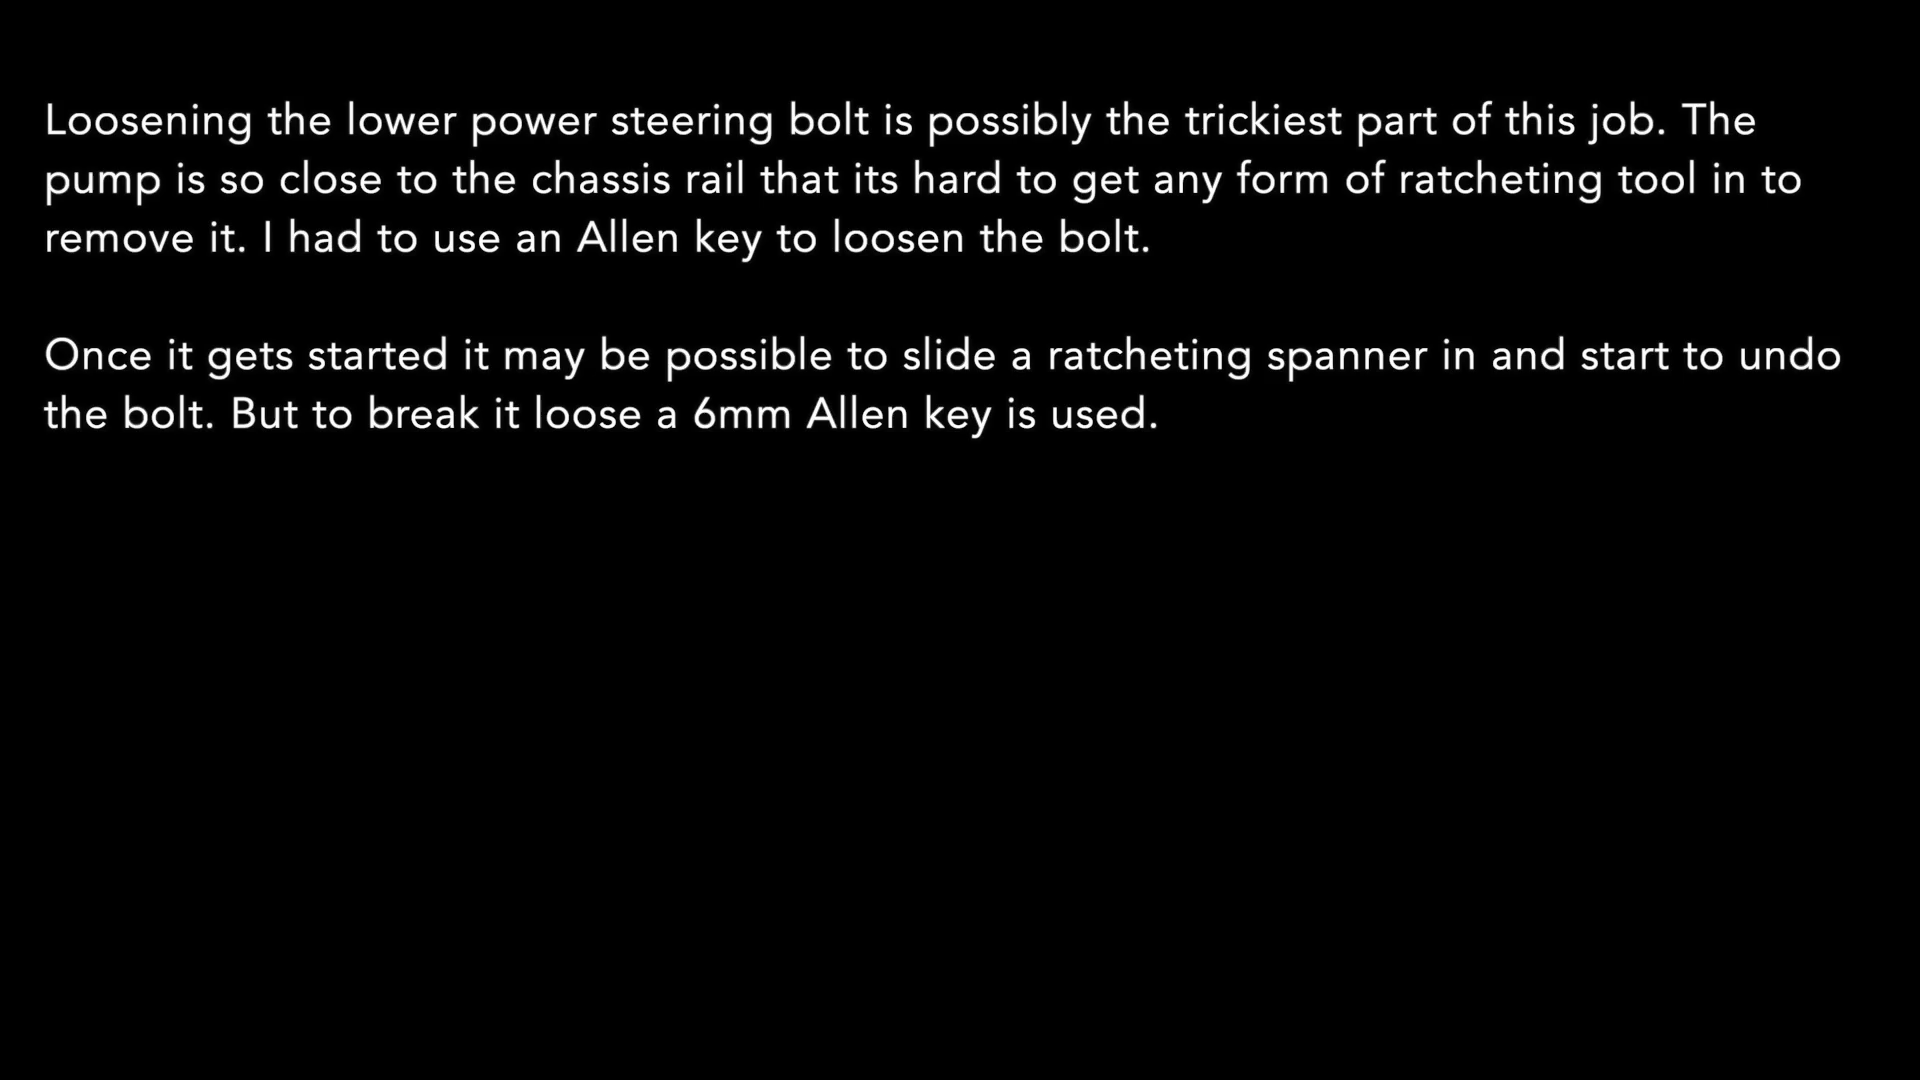 Loosening the lower power steering bolt is possibly the trickiest part of this job. The
pump is so close to the chassis rail that its hard to get any form of ratcheting tool in to
remove it. I had to use an Allen key to loosen the bolt.
Once it gets started it may be possible to slide a ratcheting spanner in and start to undo
the bolt. But to break it loose a 6mm Allen key is used.